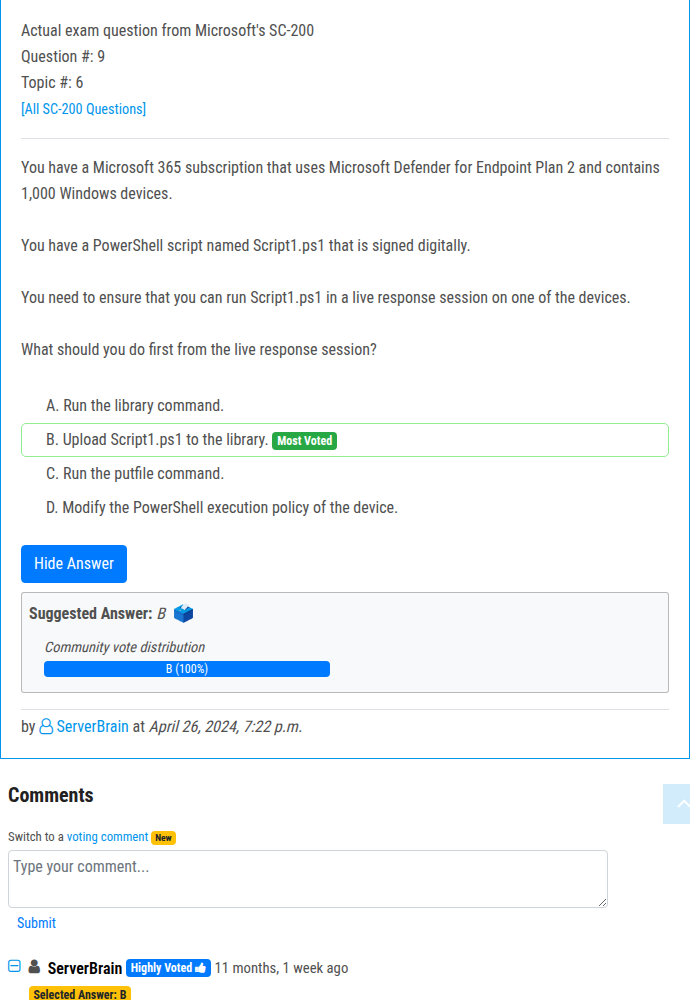 Actual exam question from Microsoft's SC-200
Question #: 9
Topic #: 6
[All SC-200 Questions]
You have a Microsoft 365 subscription that uses Microsoft Defender for Endpoint Plan 2 and contains
1,000 Windows devices.
You have a PowerShell script named Script1.ps1 that is signed digitally.
You need to ensure that you can run Script1.ps1 in a live response session on one of the devices.
What should you do first from the live response session?
A. Run the library command.
B. Upload Script1.ps1 to the library. Most Voted
C. Run the putfile command.
D. Modify the PowerShell execution policy of the device.
Hide Answer
Suggested Answer: B
Community vote distribution
B (100%)
by ServerBrain at April 26, 2024, 7:22 p.m.
Comments
Switch to a voting comment New
Type your comment...
Submit
ServerBrain Highly Voted 11 months, 1 week ago
Selected Answer: B